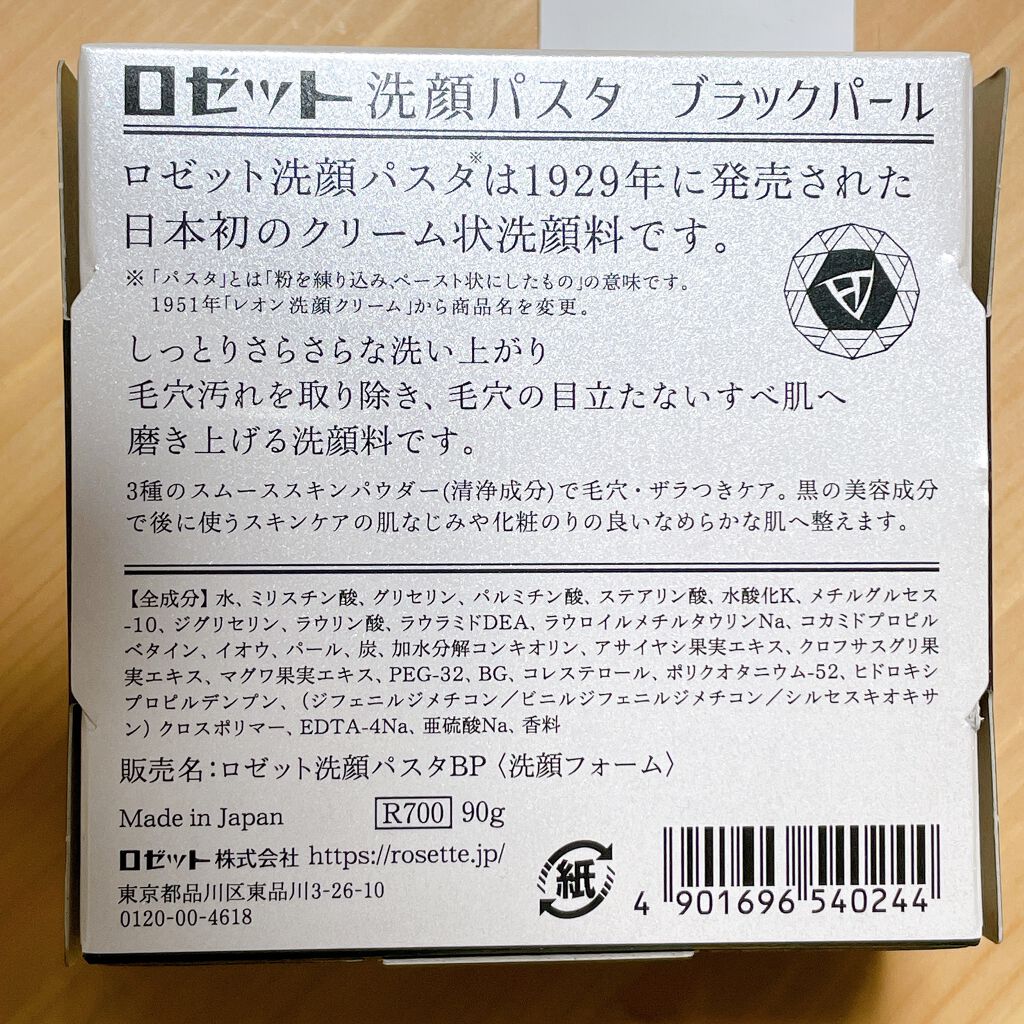 ロゼット 洗顔パスタ ブラックパール
ロゼット洗顔パスタ※は1929年に発売された
日本初のクリーム状洗顔料です。
※「パスタ」とは「粉を練り込み、ペースト状にしたもの」の意味です。
1951年「レオン洗顔クリーム」から商品名を変更。
しっとりさらさらな洗い上がり
毛穴汚れを取り除き、毛穴の目立たないすべ肌へ
磨き上げる洗顔料です。
3種のスムーススキンパウダー(清浄成分)で毛穴・ザラつきケア。黒の美容成分
で後に使うスキンケアの肌なじみや化粧のりの良いなめらかな肌へ整えます。
【全成分】水、ミリスチン酸、グリセリン、パルミチン酸、ステアリン酸、水酸化K、メチルグルセス
-10、ジグリセリン、ラウリン酸、ラウラミドDEA、ラウロイルメチルタウリンNa、コカミドプロピル
ベタイン、イオウ、パール、炭、加水分解コンキオリン、アサイヤシ果実エキス、クロフサスグリ果
実エキス、マグワ果実エキス、PEG-32、BG、コレステロール、ポリクオタニウム-52、ヒドロキシ
プロピルデンプン、（ジフェニルジメチコン／ビニルジフェニルジメチコン／シルセスキオキサ
ン）クロスポリマー、EDTA-4Na、亜硫酸Na、香料
販売名：ロゼット洗顔パスタBP〈洗顔フォーム〉
Made in Japan R700 90g
ロゼット株式会社 https://rosette.jp/
東京都品川区東品川3-26-10
0120-00-4618
紙
4 901696 540244